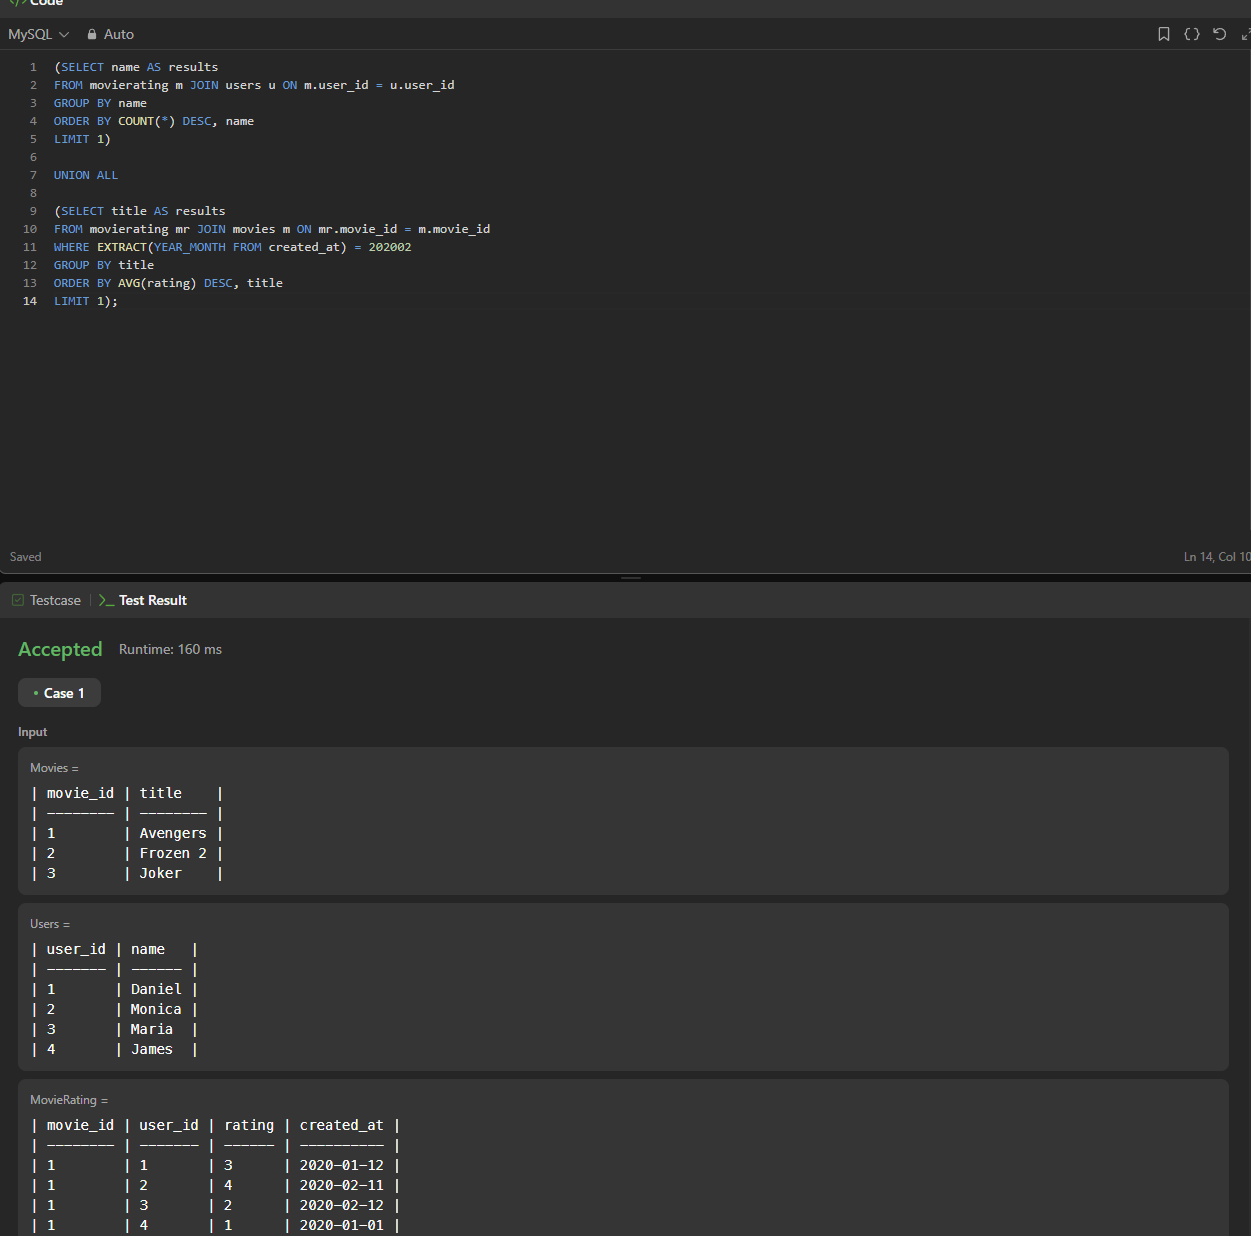 </> Code
MySQL Auto
1 (SELECT name AS results
2 FROM movierating m JOIN users u ON m.user_id = u.user_id
3 GROUP BY name
4 ORDER BY COUNT(*) DESC, name
5 LIMIT 1)
6
7 UNION ALL
8
9 (SELECT title AS results
10 FROM movierating mr JOIN movies m ON mr.movie_id = m.movie_id
11 WHERE EXTRACT(YEAR_MONTH FROM created_at) = 202002
12 GROUP BY title
13 ORDER BY AVG(rating) DESC, title
14 LIMIT 1);
Saved Ln 14, Col 10
Testcase | >_ Test Result
Accepted Runtime: 160 ms
• Case 1
Input
Movies =
| movie_id | title    |
| -------- | -------- |
| 1        | Avengers |
| 2        | Frozen 2 |
| 3        | Joker    |
Users =
| user_id | name   |
| ------- | ------ |
| 1       | Daniel |
| 2       | Monica |
| 3       | Maria  |
| 4       | James  |
MovieRating =
| movie_id | user_id | rating | created_at |
| -------- | ------- | ------ | ---------- |
| 1        | 1       | 3      | 2020-01-12 |
| 1        | 2       | 4      | 2020-02-11 |
| 1        | 3       | 2      | 2020-02-12 |
| 1        | 4       | 1      | 2020-01-01 |